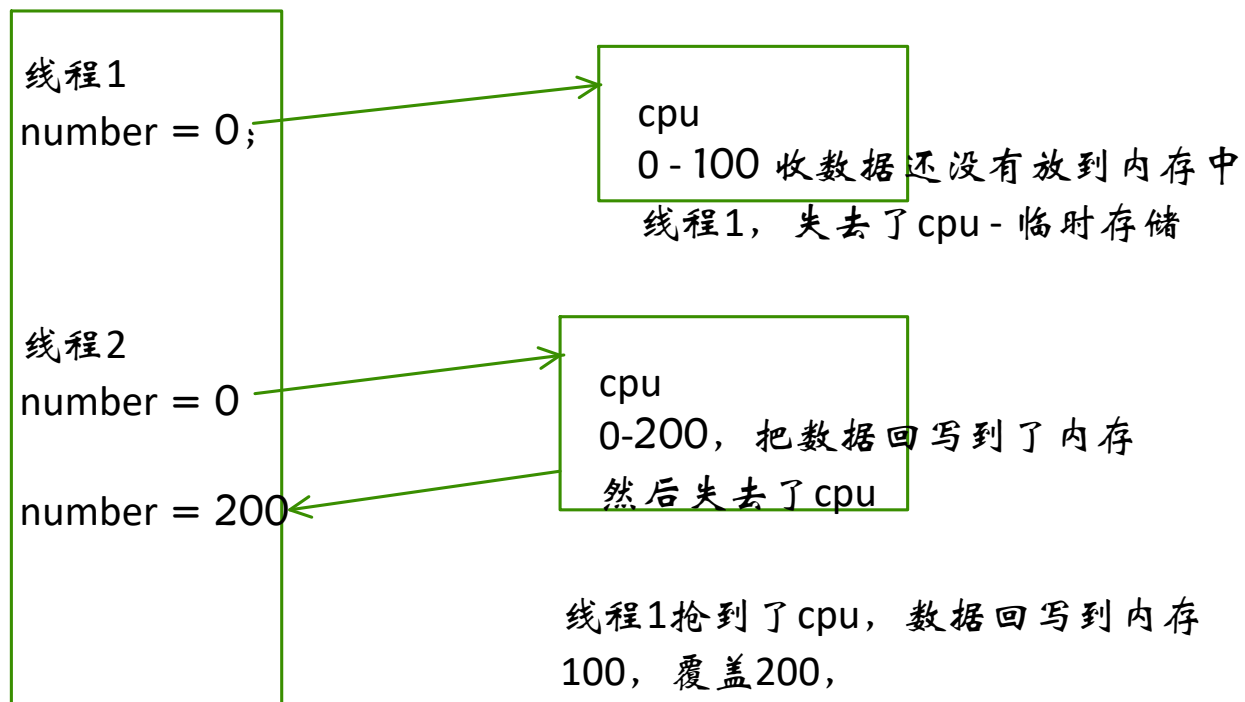 线程1
number = 0;
cpu
0 - 100 收数据还没有放到内存中
线程1，失去了cpu - 临时存储
线程2
number = 0
number = 200
cpu
0-200，把数据回写到了内存
然后失去了cpu
线程1抢到了cpu，数据回写到内存
100，覆盖200，